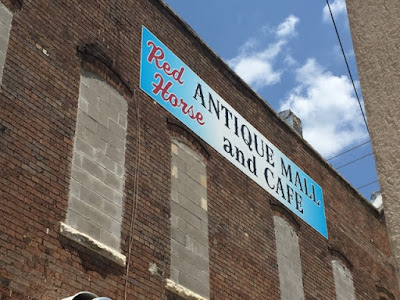 Red
Horse
ANTIQUE MALL
and CAFE